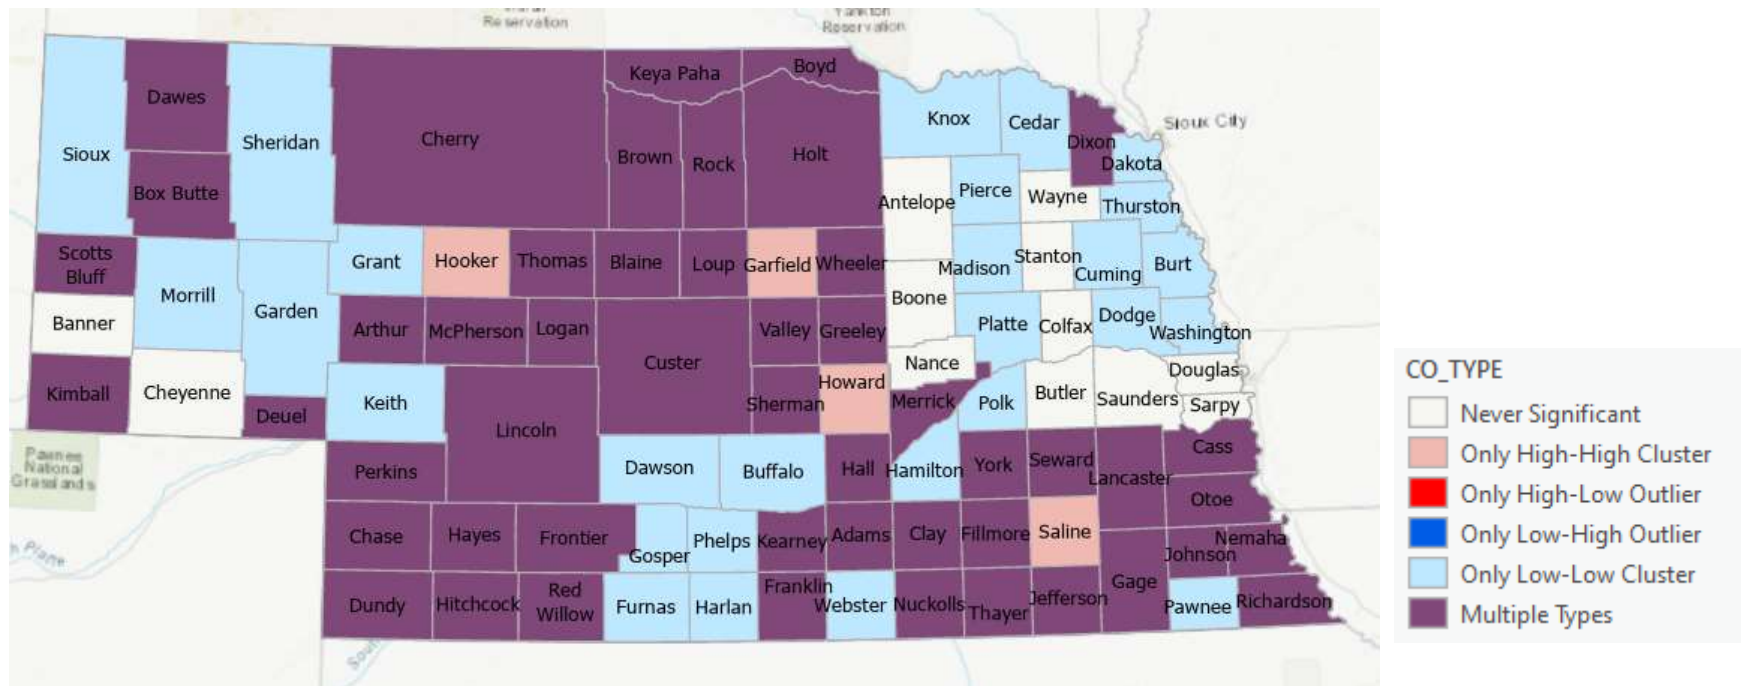 Reservation
Yankton
Reservation
Dawes
Keya Paha
Boyd
Knox
Cedar
Sioux City
Sioux
Sheridan
Cherry
Brown
Rock
Holt
Dixon
Dakota
Box Butte
Antelope
Pierce
Wayne
Thurston
Scotts
Bluff
Morrill
Grant
Hooker
Thomas
Blaine
Loup
Garfield
Wheeler
Madison
Stanton
Cuming
Burt
Banner
Garden
Arthur
McPherson
Logan
Custer
Valley
Greeley
Boone
Platte
Colfax
Dodge
Washington
Kimball
Cheyenne
Deuel
Keith
Lincoln
Sherman
Howard
Nance
Merrick
Polk
Butler
Saunders
Douglas
Sarpy
Pawnee
National
Grasslands
Perkins
Dawson
Buffalo
Hall
Hamilton
York
Seward
Lancaster
Cass
Otoe
Chase
Hayes
Frontier
Gosper
Phelps
Kearney
Adams
Clay
Fillmore
Saline
Johnson
Nemaha
Platte
Dundy
Hitchcock
Red
Willow
Furnas
Harlan
Franklin
Webster
Nuckolls
Thayer
Jefferson
Gage
Pawnee
Richardson
CO_TYPE
Never Significant
Only High-High Cluster
Only High-Low Outlier
Only Low-High Outlier
Only Low-Low Cluster
Multiple Types